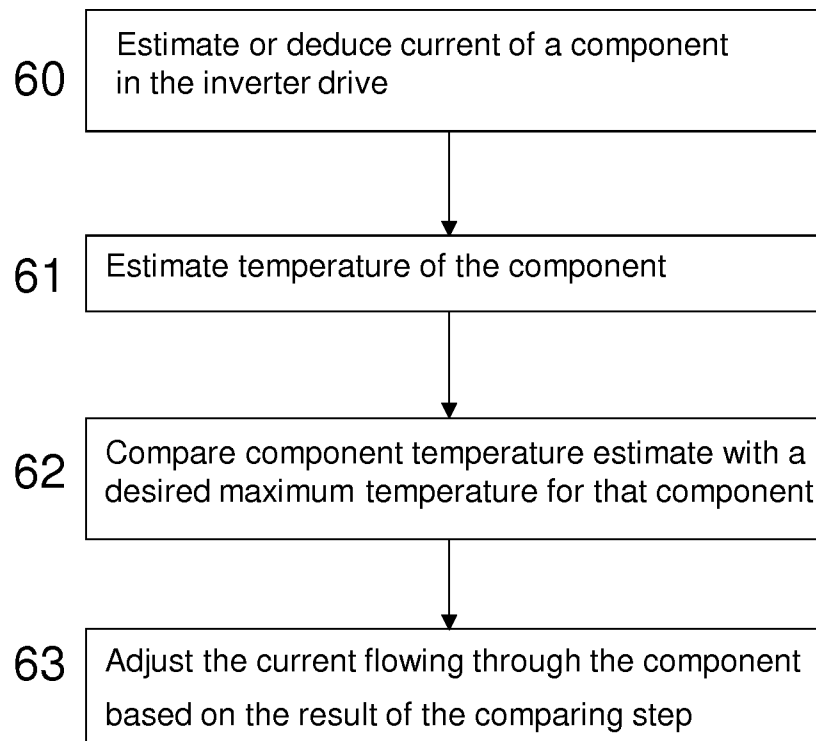 60
Estimate or deduce current of a component
in the inverter drive
61
Estimate temperature of the component
62
Compare component temperature estimate with a
desired maximum temperature for that component
63
Adjust the current flowing through the component
based on the result of the comparing step